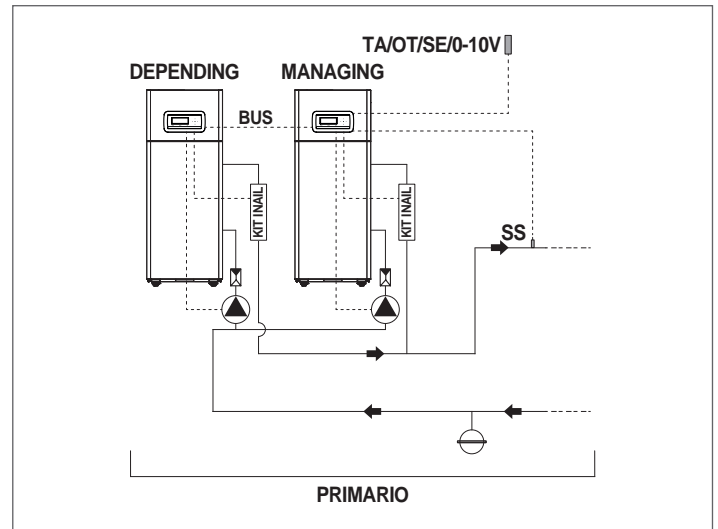 TA/OT/SE/0-10V
DEPENDING
MANAGING
BUS
KIT INAIL
KIT INAIL
SS
PRIMARIO